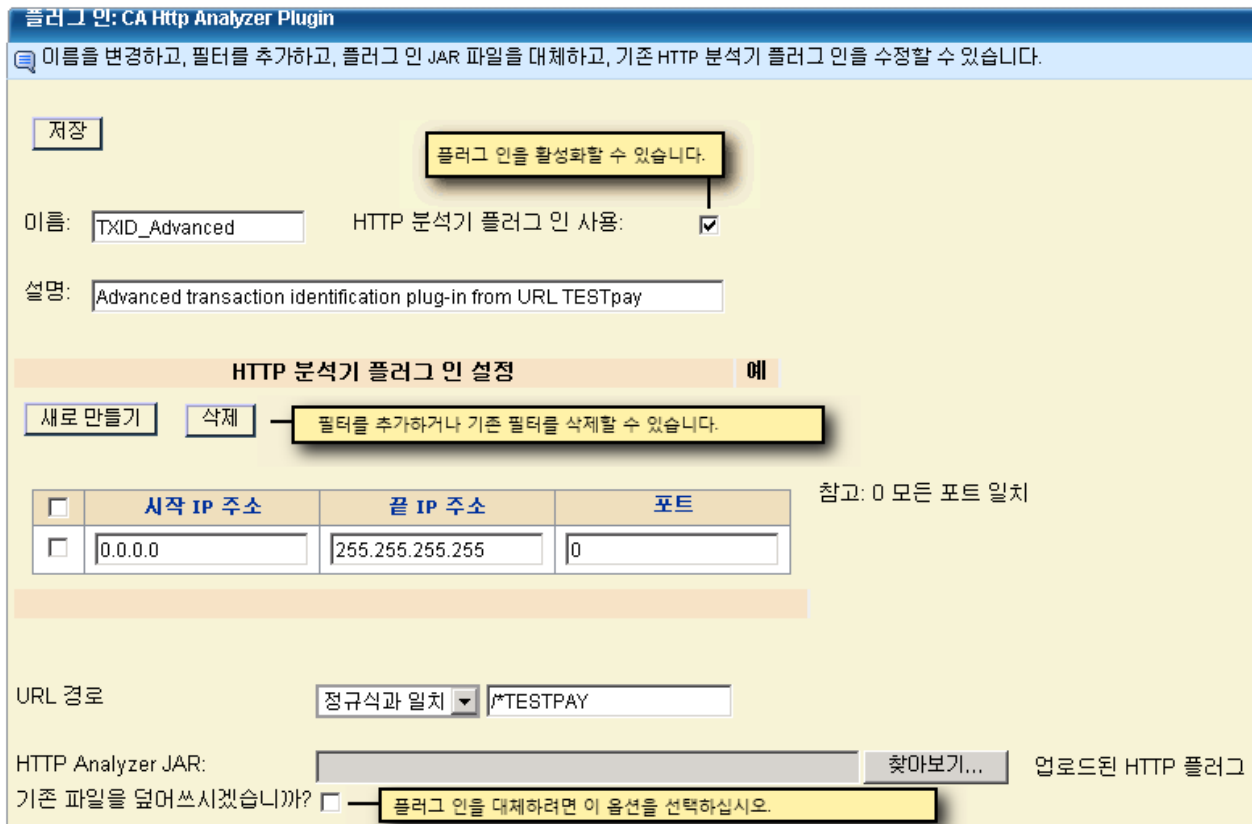 플러그 인: CA Http Analyzer Plugin
이름을 변경하고, 필터를 추가하고, 플러그 인 JAR 파일을 대체하고, 기존 HTTP 분석기 플러그 인을 수정할 수 있습니다.
저장
플러그 인을 활성화할 수 있습니다.
이름: TXID_Advanced HTTP 분석기 플러그 인 사용:
설명: Advanced transaction identification plug-in from URL TESTpay
HTTP 분석기 플러그 인 설정 예
새로 만들기 삭제 필터를 추가하거나 기존 필터를 삭제할 수 있습니다.
시작 IP 주소 끝 IP 주소 포트 참고: 0 모든 포트 일치
0.0.0.0 255.255.255.255 0
URL 경로 정규식과 일치 /*TESTPAY
HTTP Analyzer JAR: 찾아보기... 업로드된 HTTP 플러그
기존 파일을 덮어쓰시겠습니까? 플러그 인을 대체하려면 이 옵션을 선택하십시오.